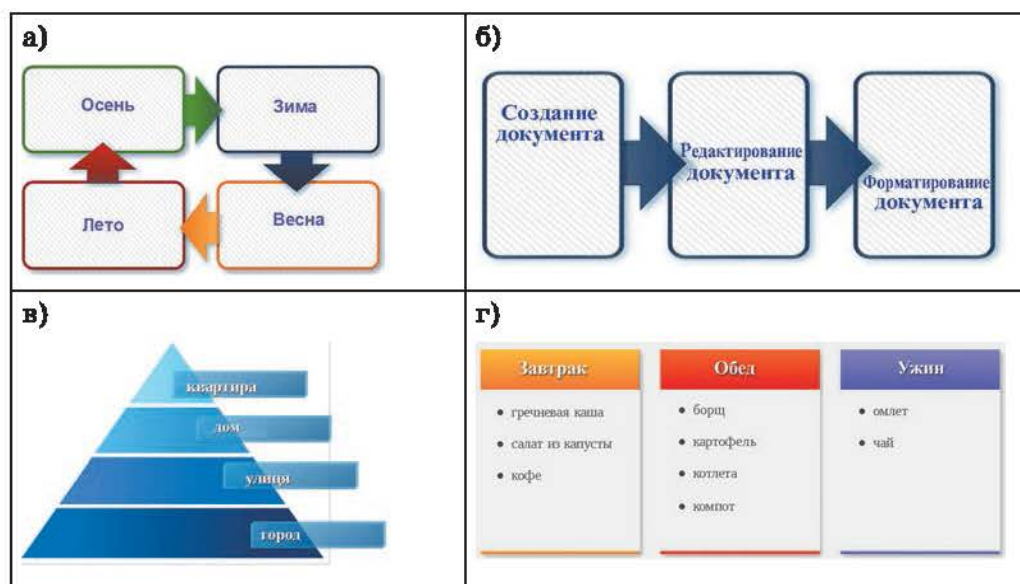 а)
Осень
Зима
Лето
Весна
б)
Создание
документа
Редактирование
документа
Форматирование
документа
в)
квартира
дом
улиця
город
г)
Завтрак
• гречневая каша
• салат из капусты
• кофе
Обед
• борщ
• картофель
• котлета
• компот
Ужин
• омлет
• чай